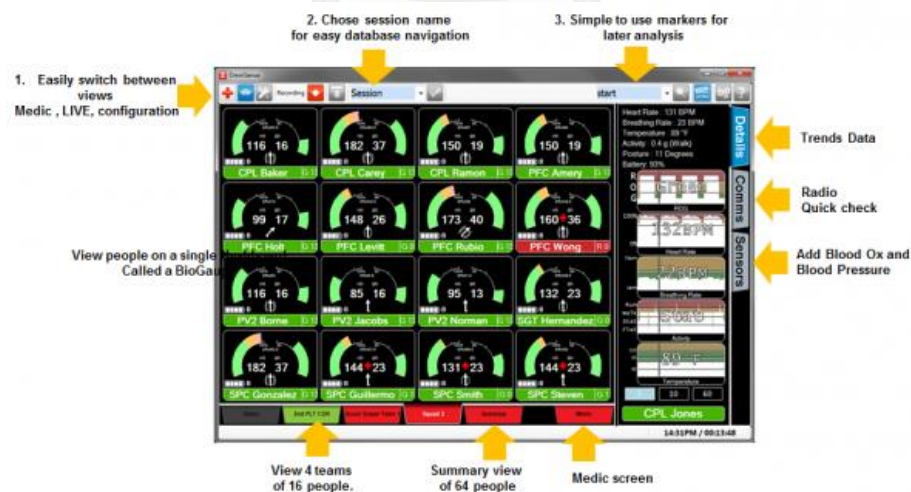 2. Chose session name
for easy database navigation
3. Simple to use markers for
later analysis
1. Easily switch between
views
Medic , LIVE, configuration
OmniSense
Recording
Session
start
116 16
CPL Baker
182 37
CPL Carey
150 19
CPL Ramon
150 19
PFC Amery
99 17
PFC Holt
148 26
PFC Levitt
173 40
PFC Rubio
160 36
PFC Wong
116 16
PV2 Borne
85 16
PV2 Jacobs
95 13
PV2 Norman
132 23
SGT Hernandez
182 37
SPC Gonzalez
144 23
SPC Guillermo
131 23
SPC Smith
144 23
SPC Steven
View people on a single
Called a BioGau
Heart Rate : 131 BPM
Breathing Rate : 23 BPM
Temperature : 89 °F
Activity : 0.4 g (Walk)
Posture : 11 Degrees
Battery: 93%
Green
ROG
132BPM
Heart Rate
Breathing Rate
Activity
89 °F
Temperature
10
60
CPL Jones
Details
Comms
Sensors
Trends Data
Radio
Quick check
Add Blood Ox and
Blood Pressure
2nd PLT COM
Squad 2
14:31PM / 00:13:48
View 4 teams
of 16 people.
Summary view
of 64 people
Medic screen